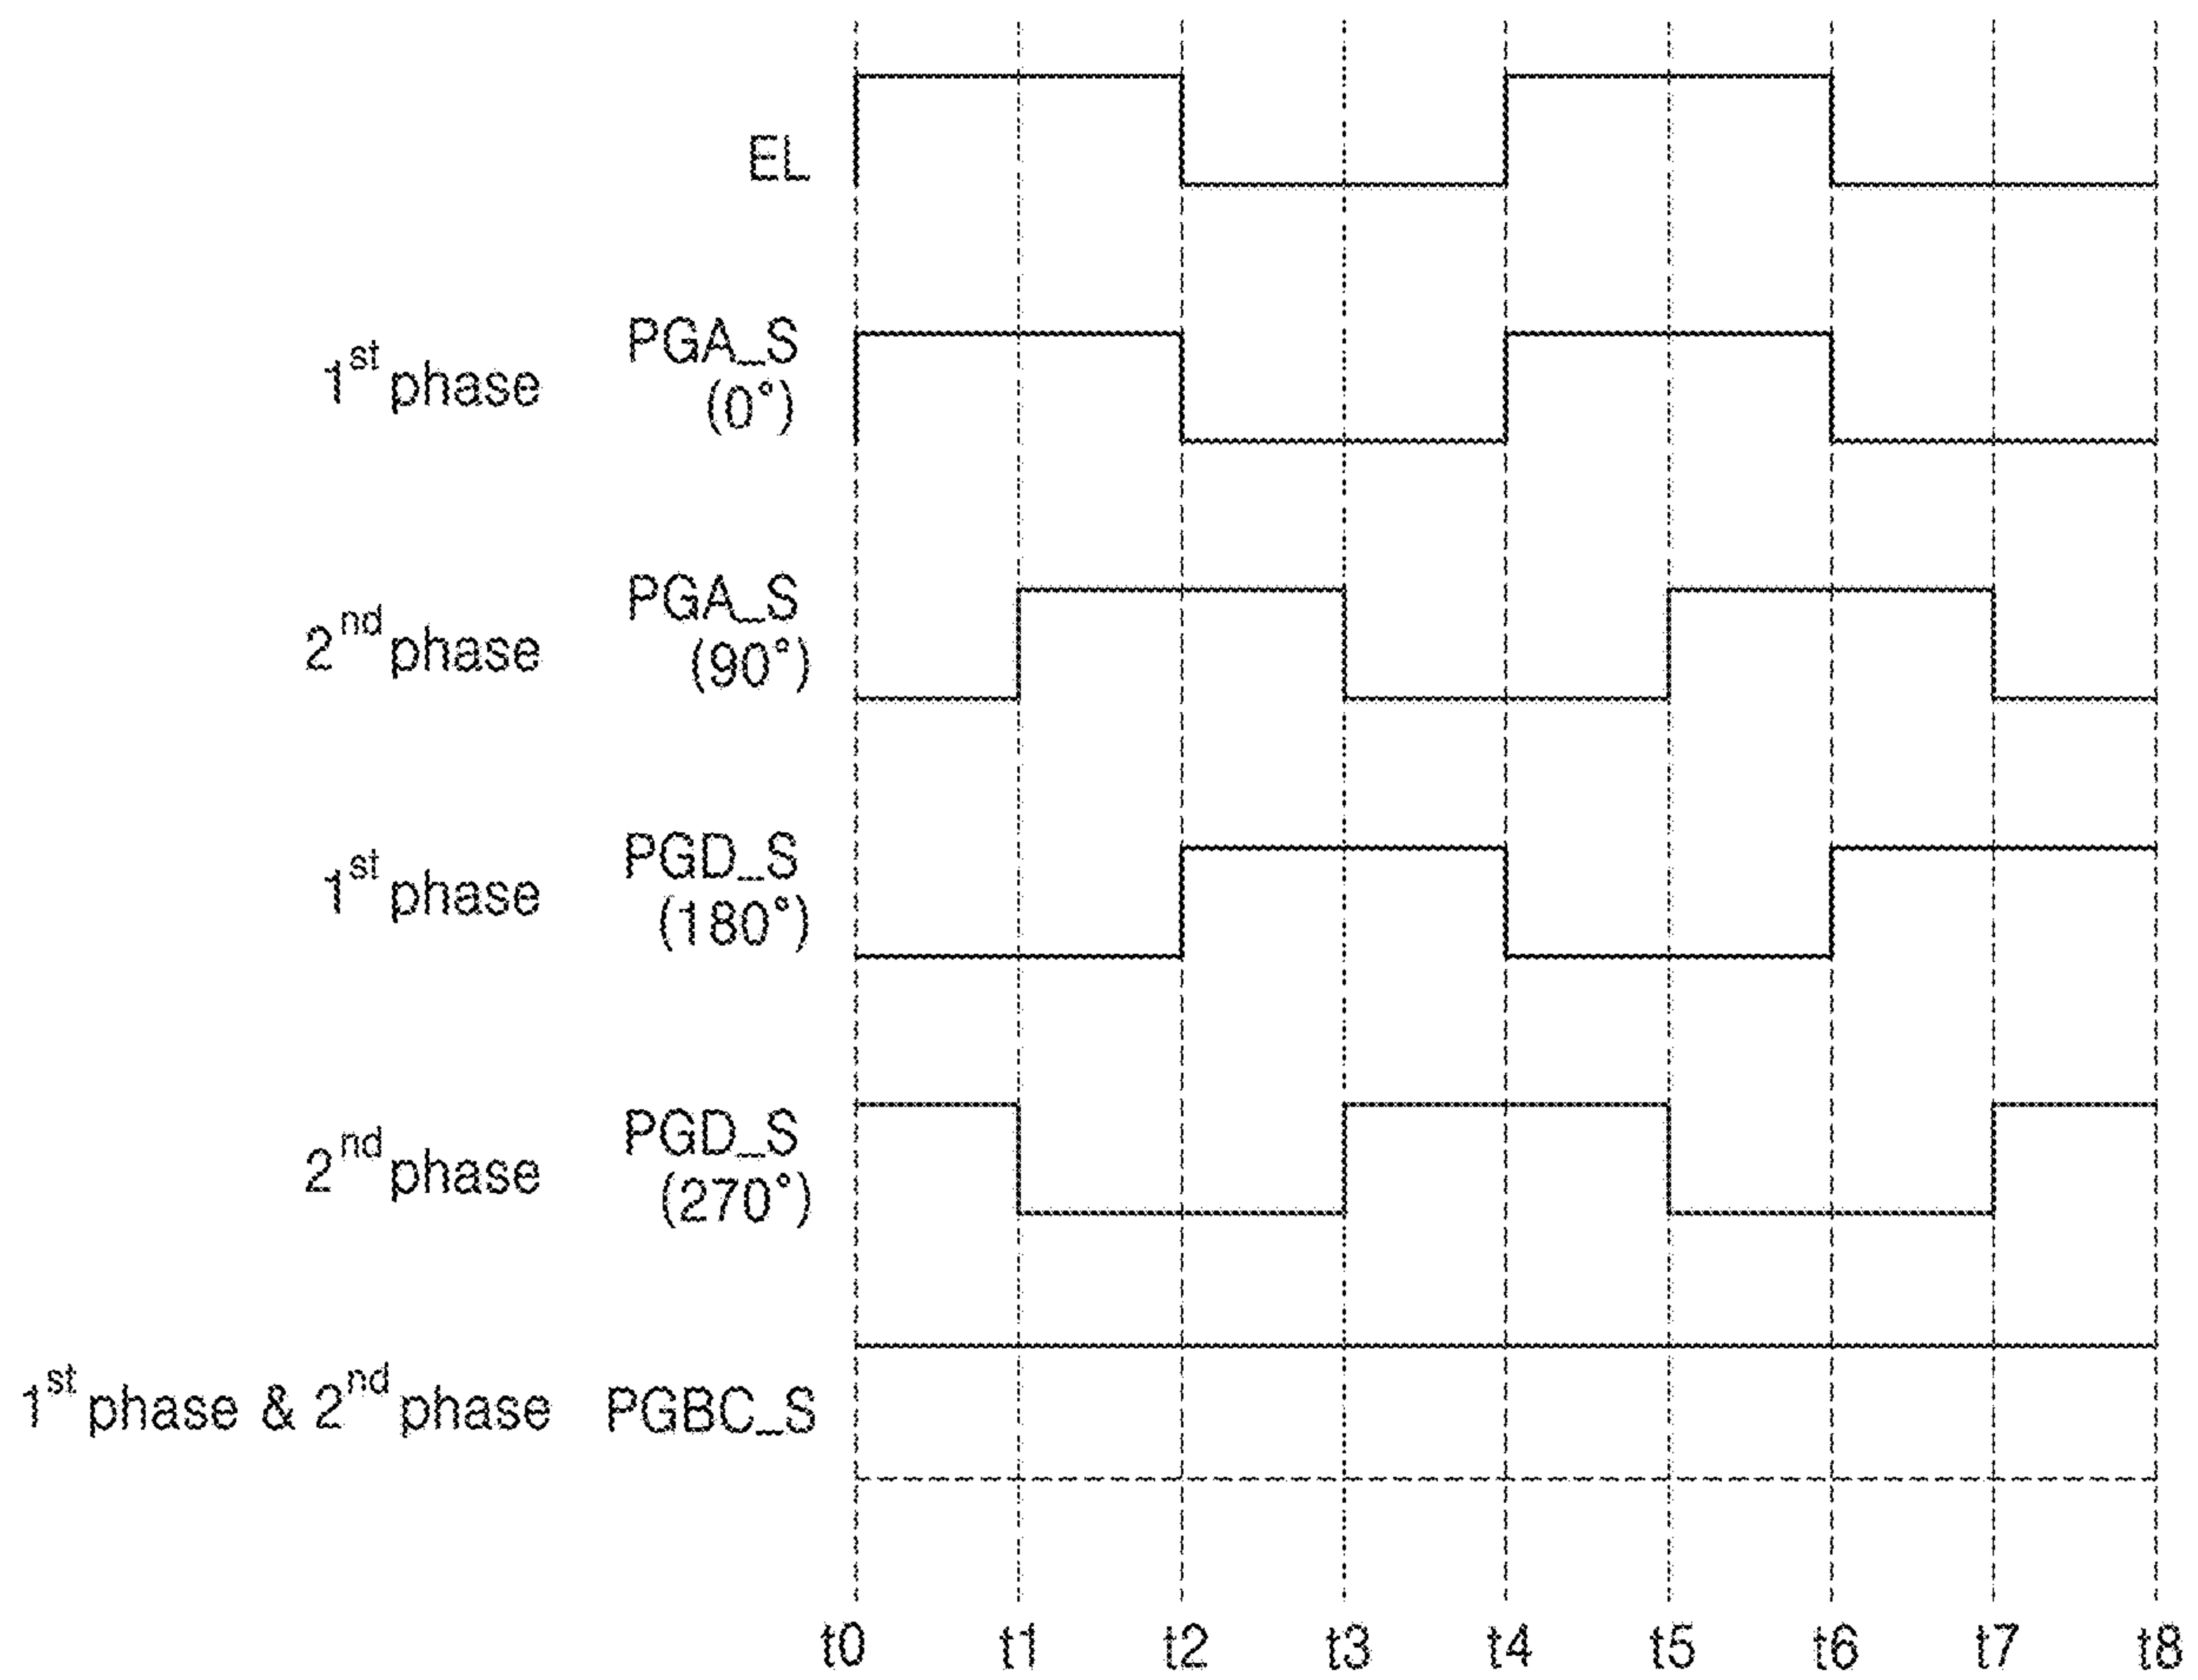 EL
1st phase PGA_S
(0°)
2nd phase PGA_S
(90°)
1st phase PGD_S
(180°)
2nd phase PGD_S
(270°)
1st phase & 2nd phase PGBC_S
t0 t1 t2 t3 t4 t5 t6 t7 t8